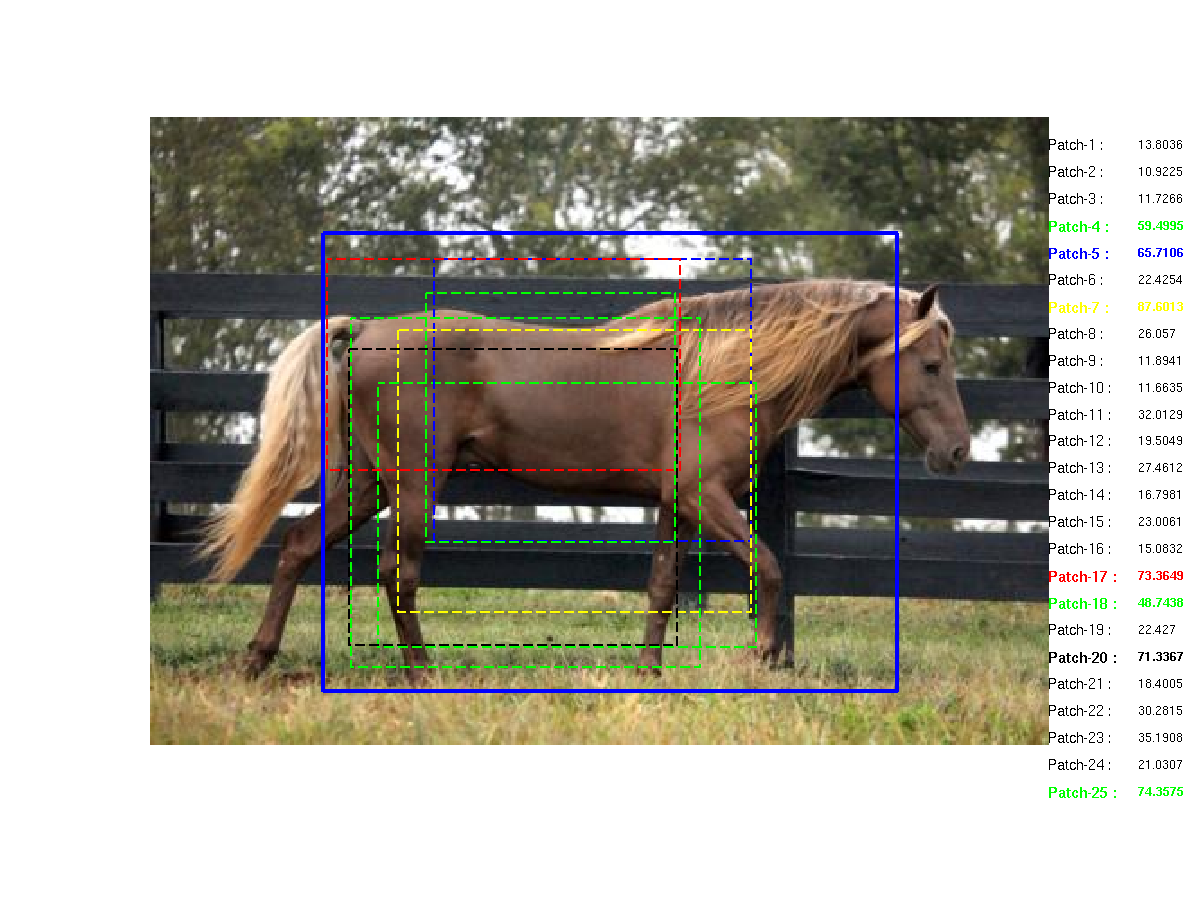 Patch-1 : 13.8036
Patch-2 : 10.9225
Patch-3 : 11.7266
Patch-4 : 59.4995
Patch-5 : 65.7106
Patch-6 : 22.4254
Patch-7 : 87.6013
Patch-8 : 26.057
Patch-9 : 11.8941
Patch-10 : 11.6635
Patch-11 : 32.0129
Patch-12 : 19.5049
Patch-13 : 27.4612
Patch-14 : 16.7981
Patch-15 : 23.0061
Patch-16 : 15.0832
Patch-17 : 73.3649
Patch-18 : 48.7438
Patch-19 : 22.427
Patch-20 : 71.3367
Patch-21 : 18.4005
Patch-22 : 30.2815
Patch-23 : 35.1908
Patch-24 : 21.0307
Patch-25 : 74.3575